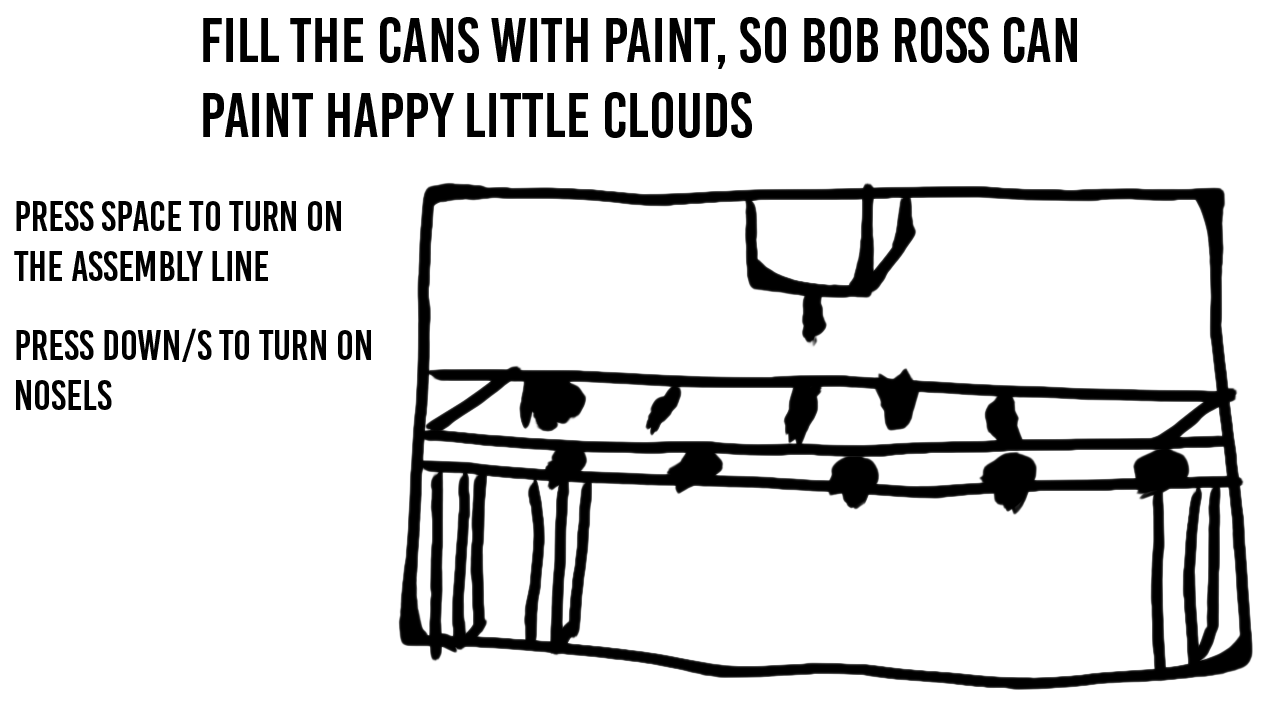 FILL THE CANS WITH PAINT, SO BOB ROSS CAN
PAINT HAPPY LITTLE CLOUDS
PRESS SPACE TO TURN ON
THE ASSEMBLY LINE
PRESS DOWN/S TO TURN ON
NOSELS